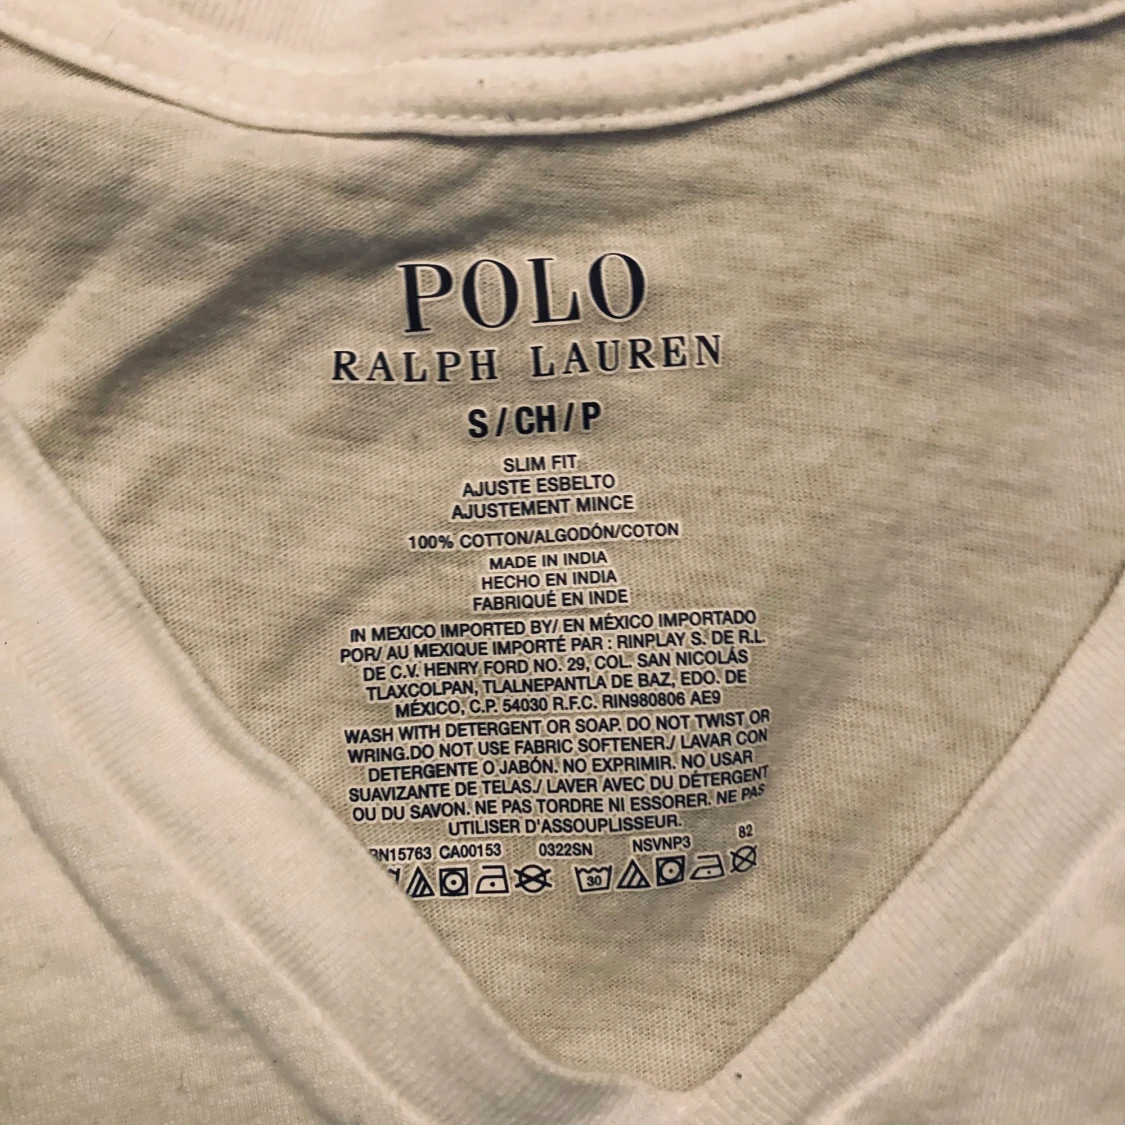 POLO
RALPH LAUREN
S/CH/P
SLIM FIT
AJUSTE ESBELTO
AJUSTEMENT MINCE
100% COTTON/ALGODÓN/COTON
MADE IN INDIA
HECHO EN INDIA
FABRIQUÉ EN INDE
IN MEXICO IMPORTED BY/ EN MÉXICO IMPORTADO
POR/ AU MEXIQUE IMPORTÉ PAR : RINPLAY S. DE R.L.
DE C.V. HENRY FORD NO. 29, COL. SAN NICOLÁS
TLAXCOLPAN, TLALNEPANTLA DE BAZ, EDO. DE
MÉXICO, C.P. 54030 R.F.C. RIN980806 AE9
WASH WITH DETERGENT OR SOAP. DO NOT TWIST OR
WRING.DO NOT USE FABRIC SOFTENER./ LAVAR CON
DETERGENTE O JABÓN. NO EXPRIMIR. NO USAR
SUAVIZANTE DE TELAS./ LAVER AVEC DU DÉTERGENT
OU DU SAVON. NE PAS TORDRE NI ESSORER. NE PAS
UTILISER D'ASSOUPLISSEUR.
RN15763 CA00153 0322SN NSVNP3 82
30